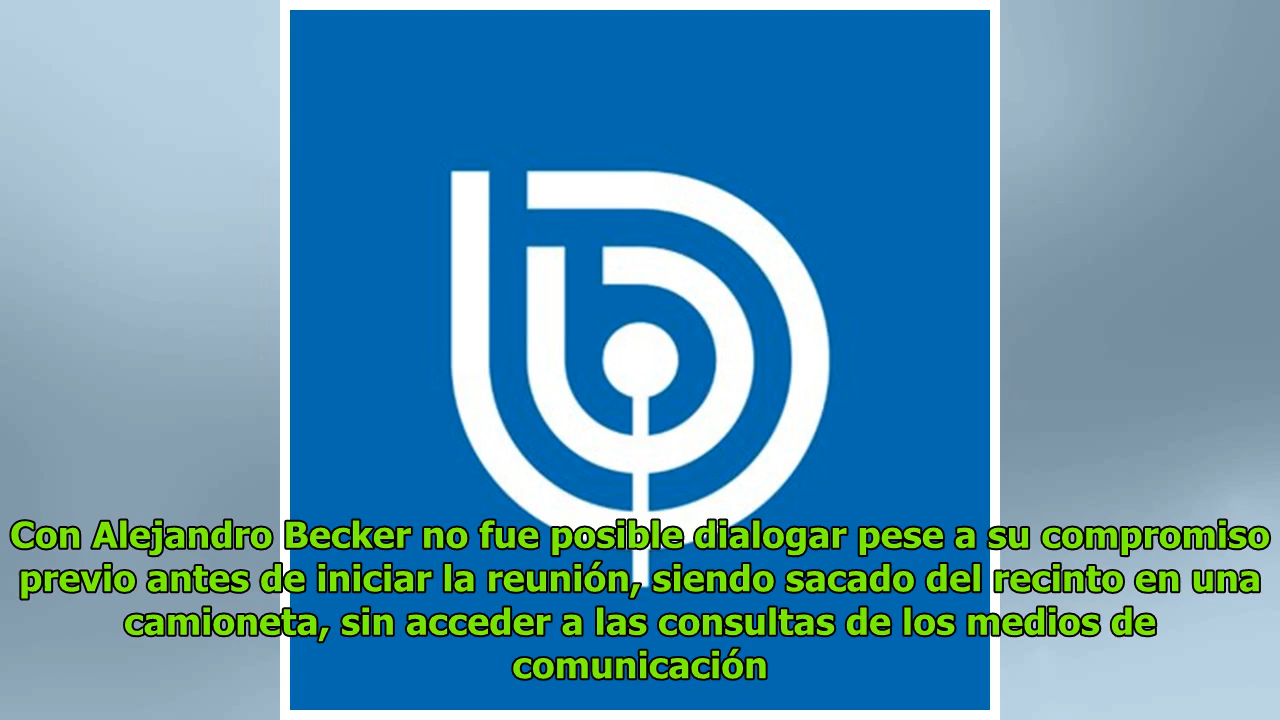 Con Alejandro Becker no fue posible dialogar pese a su compromiso
previo antes de iniciar la reunión, siendo sacado del recinto en una
camioneta, sin acceder a las consultas de los medios de
comunicación